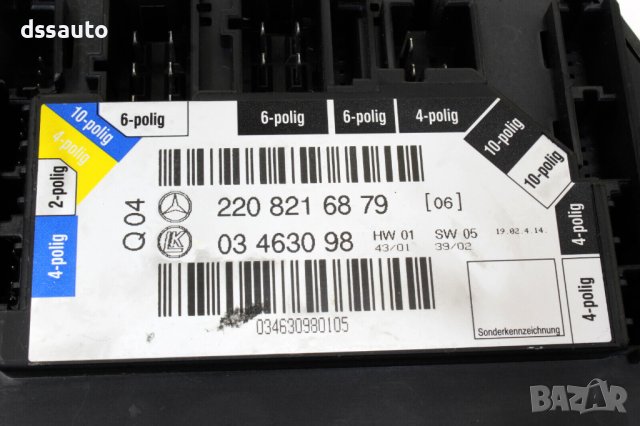 dssauto
10-polig
4-polig
2-polig
4-polig
6-polig
6-polig
6-polig
4-polig
10-polig
10-polig
4-polig
4-polig
Q 04
220 821 68 79 [06]
LK 03 4630 98 HW 01 SW 05 19.02.4.14.
43/01 39/02
034630980105
Sonderkennzeichnung
BAZAR